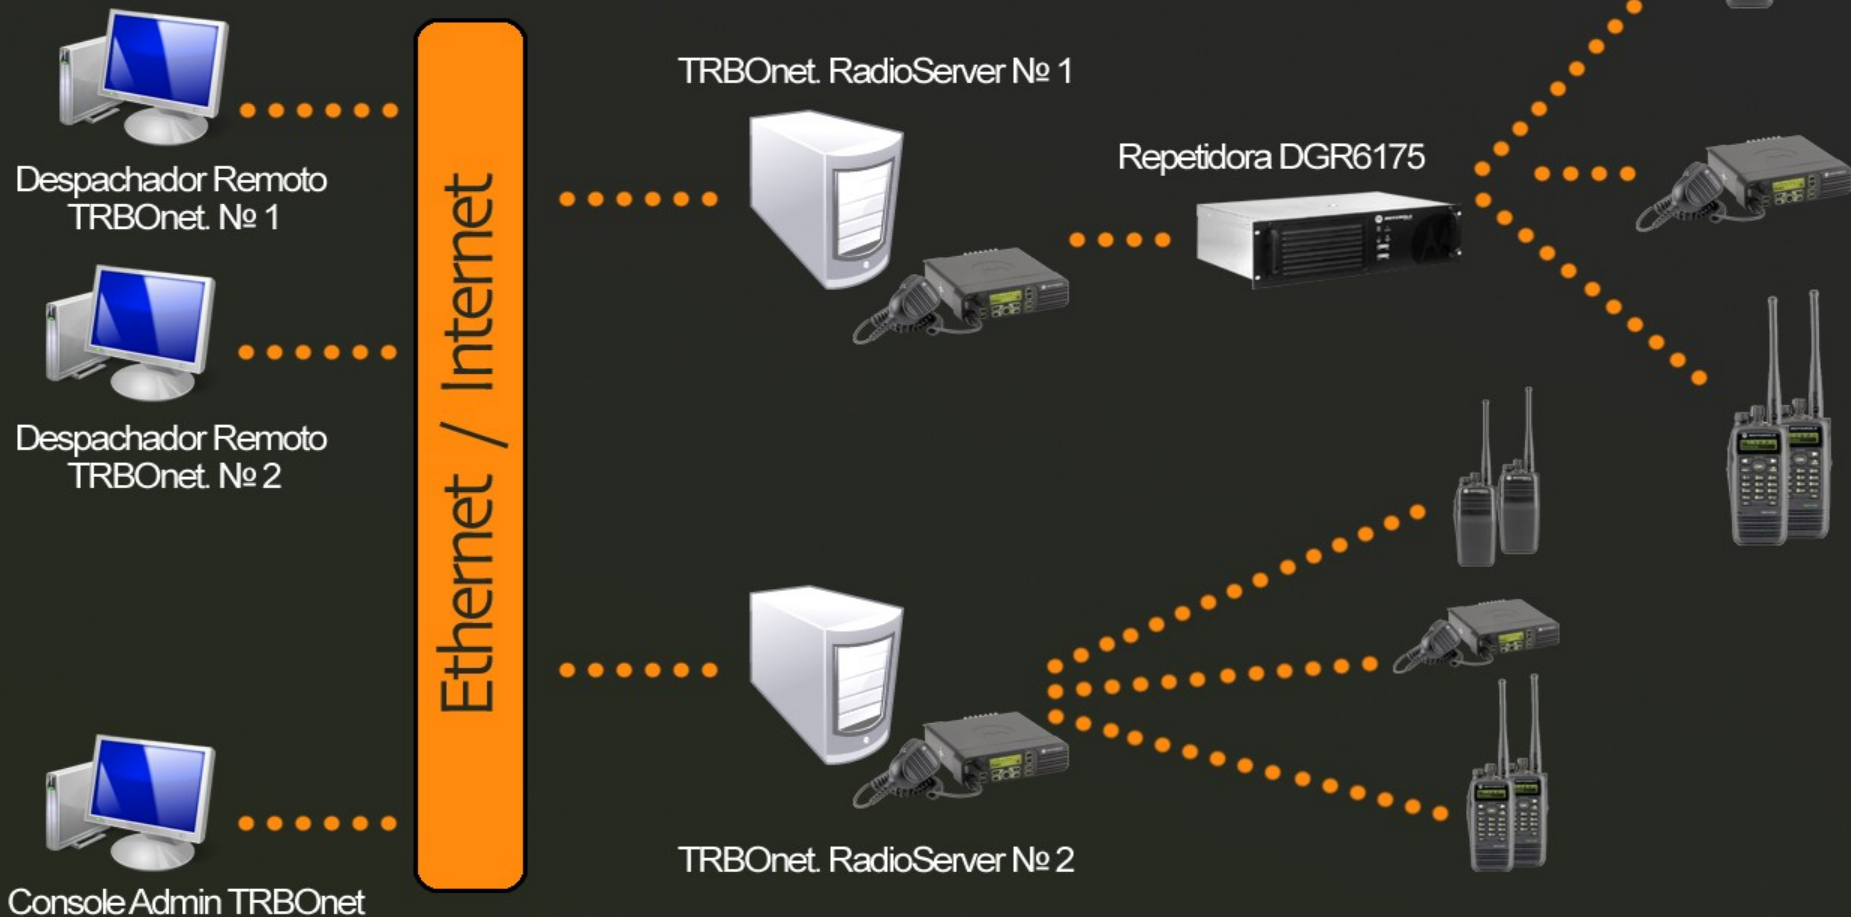 TRBOnet. RadioServer № 1
Repetidora DGR6175
Despachador Remoto
TRBOnet. № 1
Ethernet / Internet
Despachador Remoto
TRBOnet. № 2
TRBOnet. RadioServer № 2
Console Admin TRBOnet